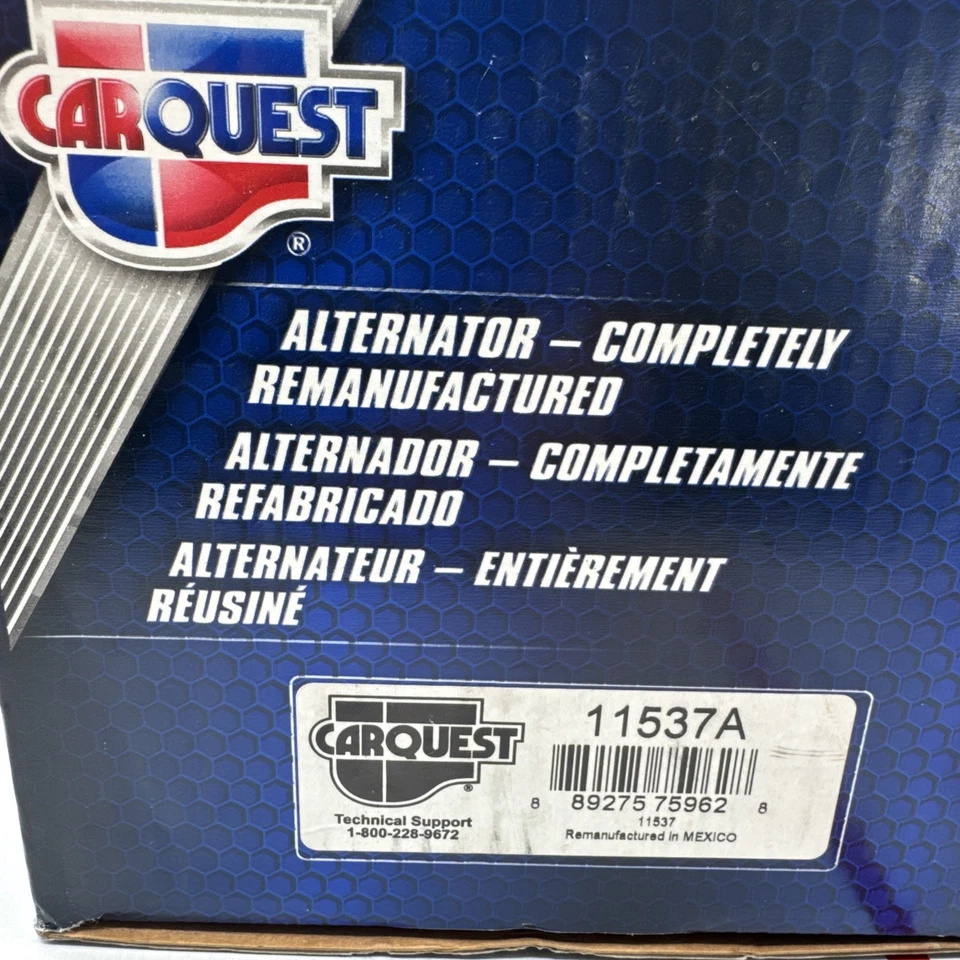 CARQUEST
®
ALTERNATOR – COMPLETELY
REMANUFACTURED
ALTERNADOR – COMPLETAMENTE
REFABRICADO
ALTERNATEUR – ENTIÈREMENT
RÉUSINÉ
CARQUEST
®
Technical Support
1-800-228-9672
11537A
8 89275 75962 8
11537
Remanufactured in MEXICO